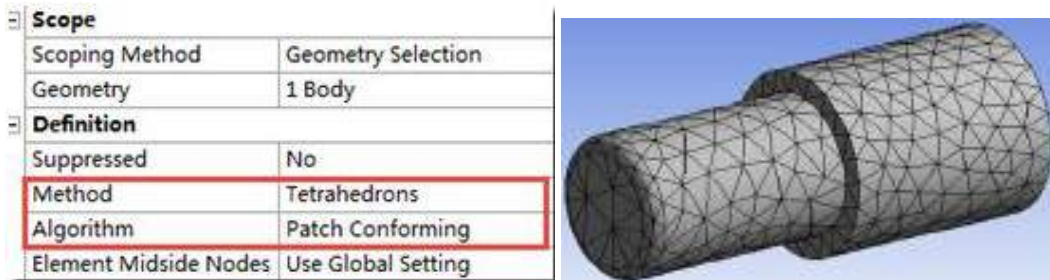 Scope
Scoping Method Geometry Selection
Geometry 1 Body
Definition
Suppressed No
Method Tetrahedrons
Algorithm Patch Conforming
Element Midside Nodes Use Global Setting